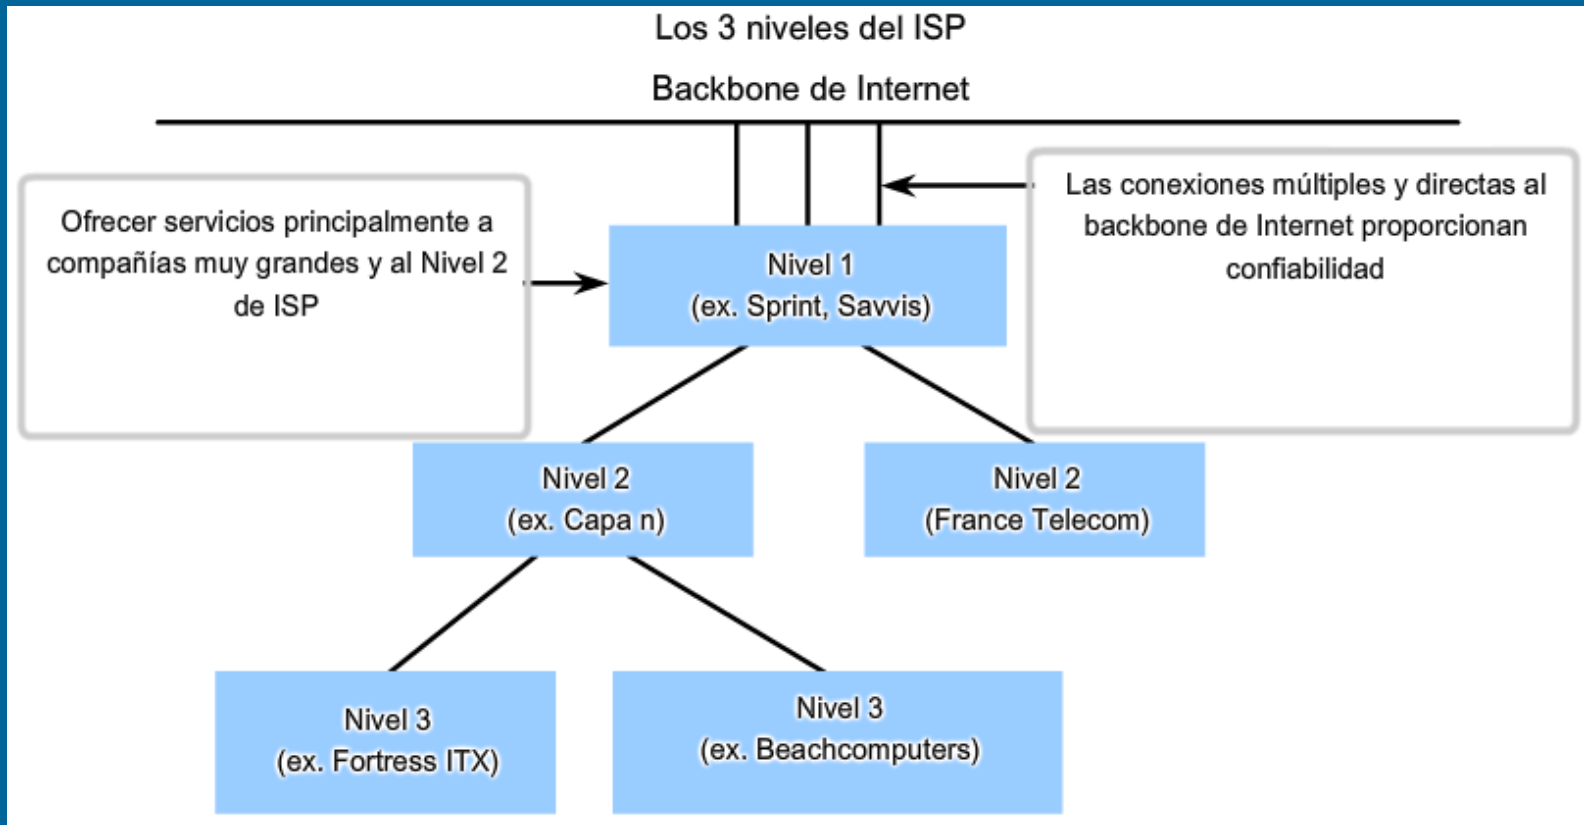 Los 3 niveles del ISP
Backbone de Internet
Ofrecer servicios principalmente a
compañías muy grandes y al Nivel 2
de ISP
Las conexiones múltiples y directas al
backbone de Internet proporcionan
confiabilidad
Nivel 1
(ex. Sprint, Savvis)
Nivel 2
(ex. Capa n)
Nivel 2
(France Telecom)
Nivel 3
(ex. Fortress ITX)
Nivel 3
(ex. Beachcomputers)